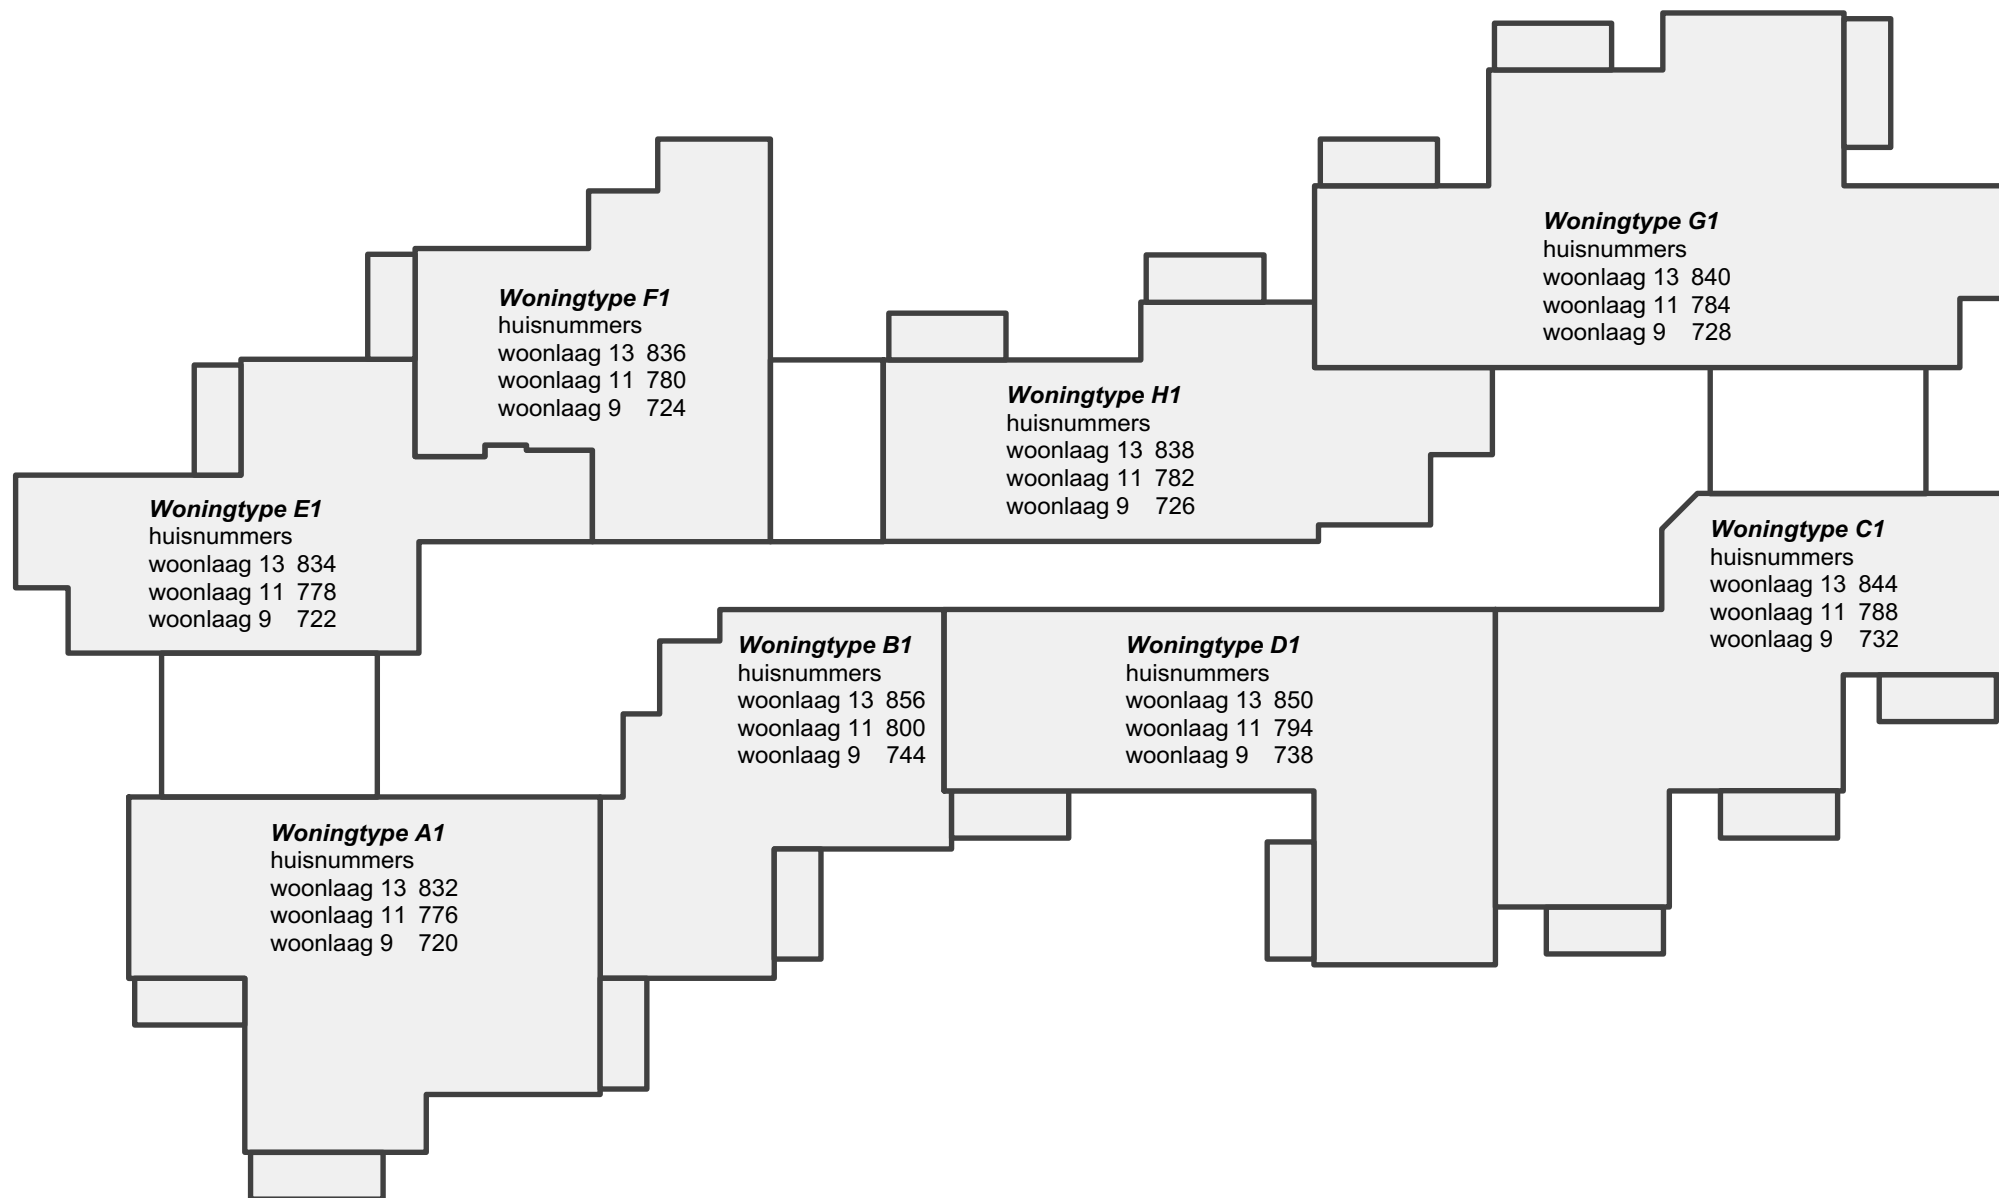 Woningtype G1
huisnummers
woonlaag 13 840
woonlaag 11 784
woonlaag 9 728
Woningtype F1
huisnummers
woonlaag 13 836
woonlaag 11 780
woonlaag 9 724
Woningtype H1
huisnummers
woonlaag 13 838
woonlaag 11 782
woonlaag 9 726
Woningtype E1
huisnummers
woonlaag 13 834
woonlaag 11 778
woonlaag 9 722
Woningtype C1
huisnummers
woonlaag 13 844
woonlaag 11 788
woonlaag 9 732
Woningtype B1
huisnummers
woonlaag 13 856
woonlaag 11 800
woonlaag 9 744
Woningtype D1
huisnummers
woonlaag 13 850
woonlaag 11 794
woonlaag 9 738
Woningtype A1
huisnummers
woonlaag 13 832
woonlaag 11 776
woonlaag 9 720